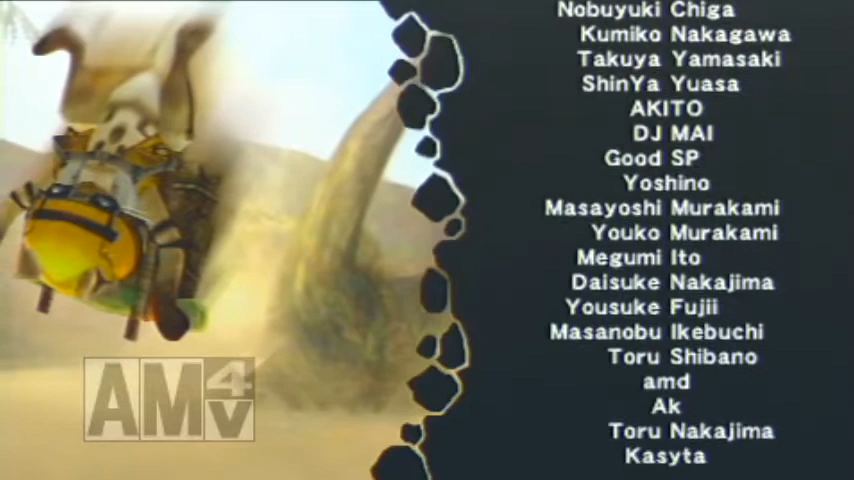 Nobuyuki Chiga
Kumiko Nakagawa
Takuya Yamasaki
ShinYa Yuasa
AKITO
DJ MAI
Good SP
Yoshino
Masayoshi Murakami
Youko Murakami
Megumi Ito
Daisuke Nakajima
Yousuke Fujii
Masanobu Ikebuchi
Toru Shibano
amd
Ak
Toru Nakajima
Kasyta
AM4V